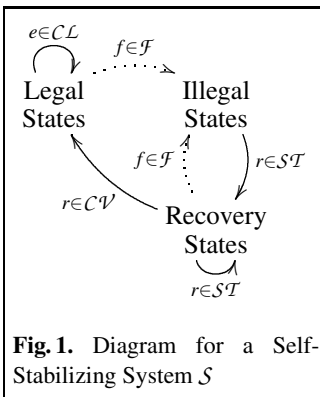 e∈𝒞ℒ
f∈ℱ
Legal
States
Illegal
States
f∈ℱ
r∈𝒮𝒯
r∈𝒞𝒱
Recovery
States
r∈𝒮𝒯
Fig. 1. Diagram for a Self-
Stabilizing System 𝒮